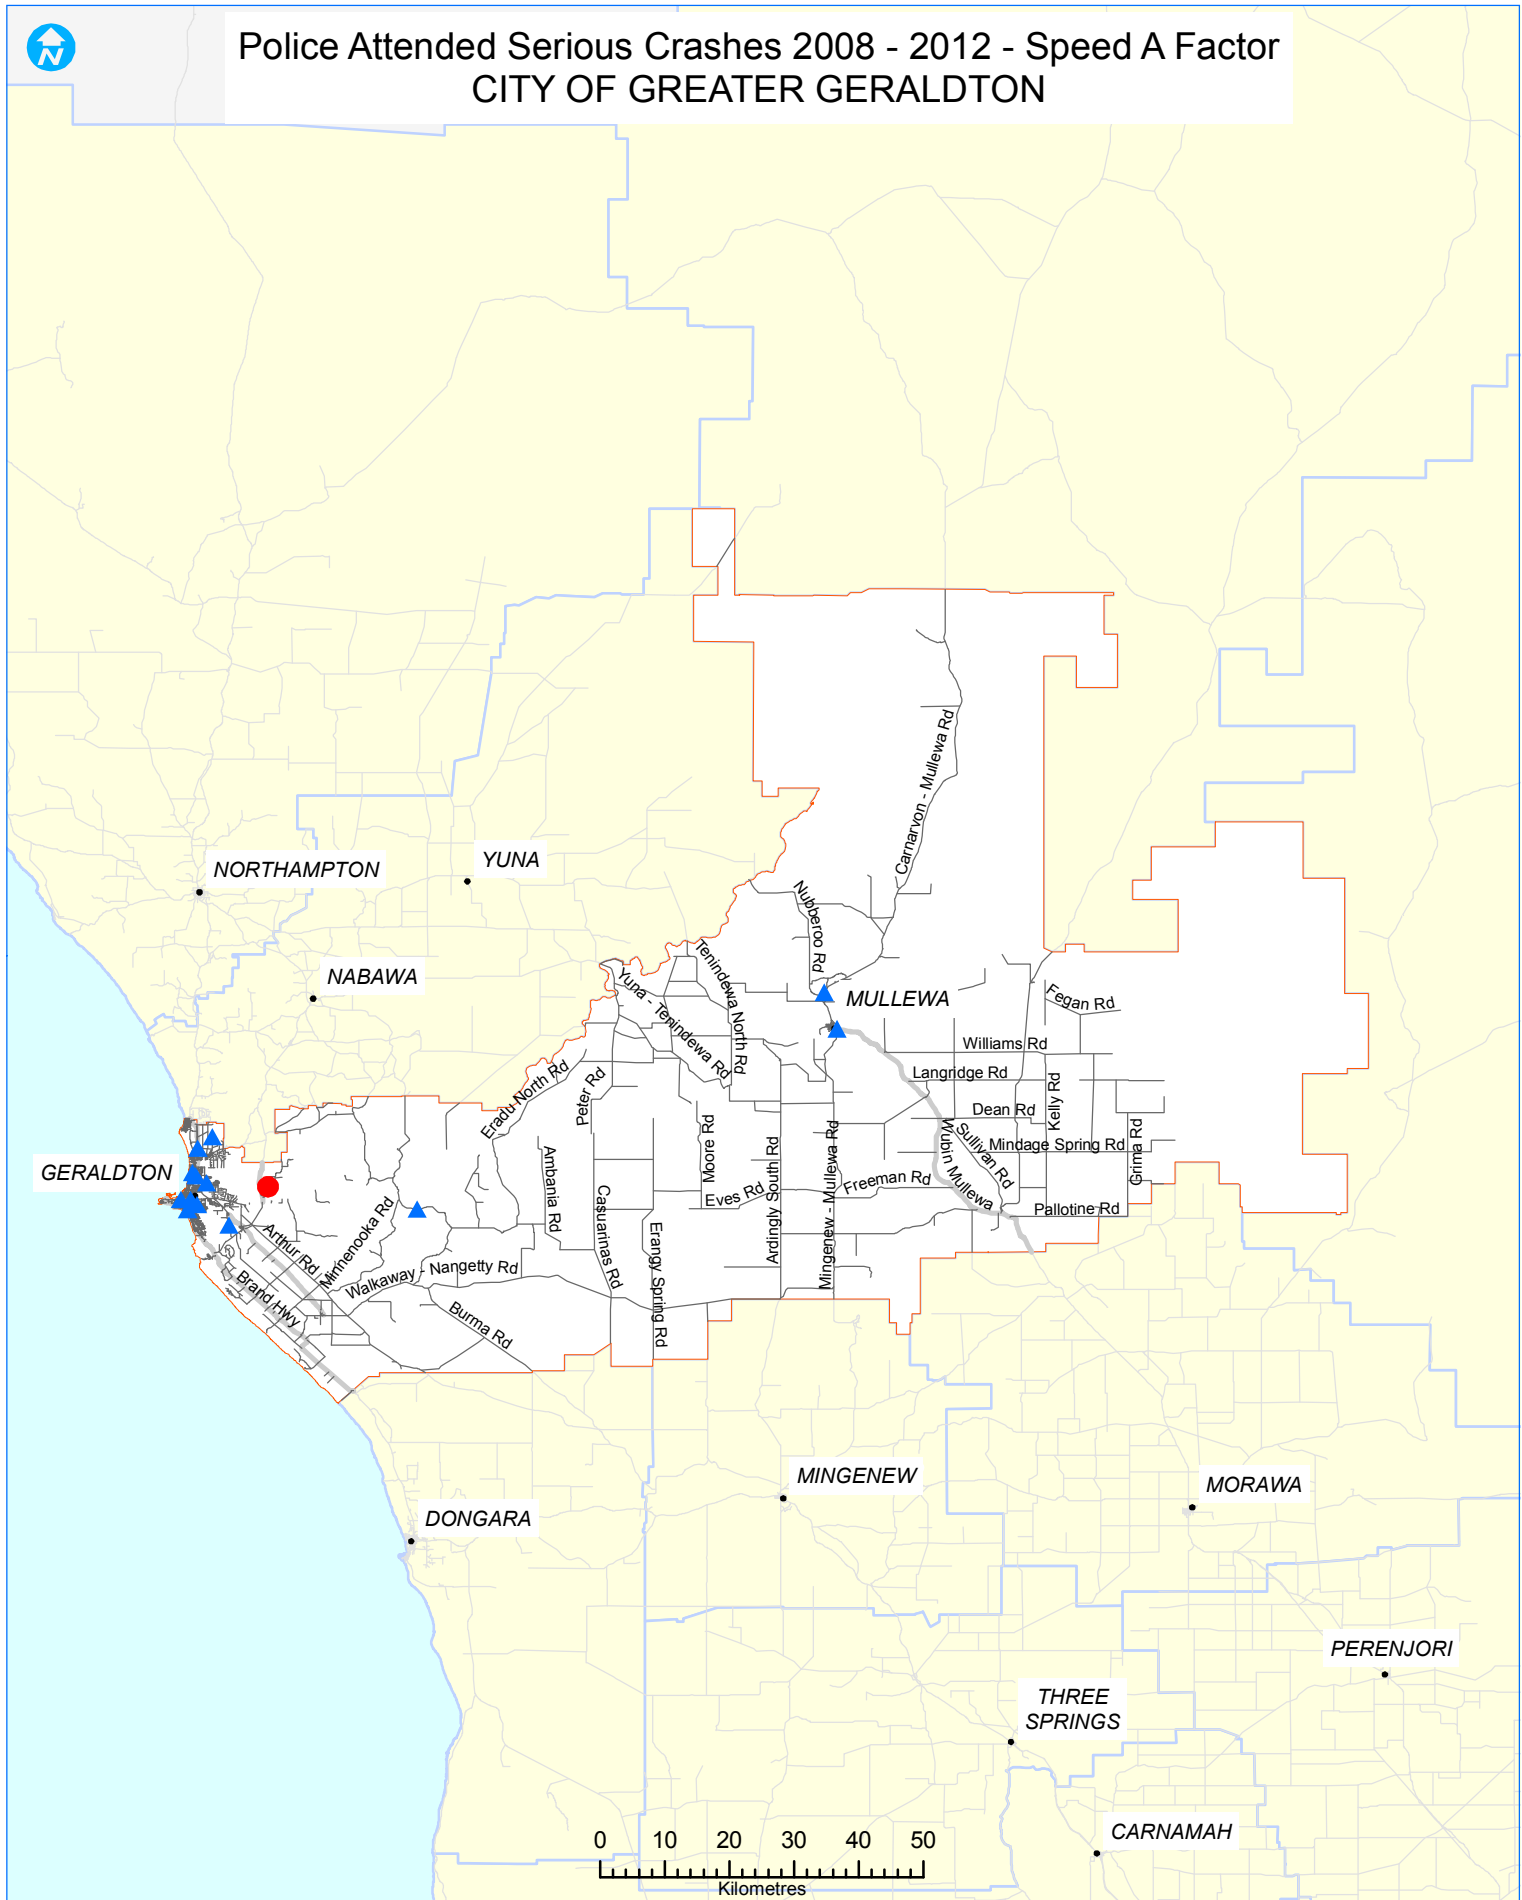 N
Police Attended Serious Crashes 2008 - 2012 - Speed A Factor
CITY OF GREATER GERALDTON
Carnarvon - Mullewa Rd
YUNA
NORTHAMPTON
Nubberoo Rd
Tenindewa North Rd
Yuna - Tenindewa Rd
NABAWA
MULLEWA
Fegan Rd
Williams Rd
Langridge Rd
Kelly Rd
Dean Rd
Eradu North Rd
Peter Rd
Moore Rd
Wubin Mullewa
Sullivan Rd
Mindage Spring Rd
Grima Rd
GERALDTON
Ambania Rd
Casuarinas Rd
Eves Rd
Ardingly South Rd
Mingenew - Mullewa Rd
Freeman Rd
Pallotine Rd
Arthur Rd
Minnenooka Rd
Walkaway - Nangetty Rd
Erangy Spring Rd
Brand Hwy
Burma Rd
MINGENEW
MORAWA
DONGARA
PERENJORI
THREE
SPRINGS
CARNAMAH
0 10 20 30 40 50
Kilometres